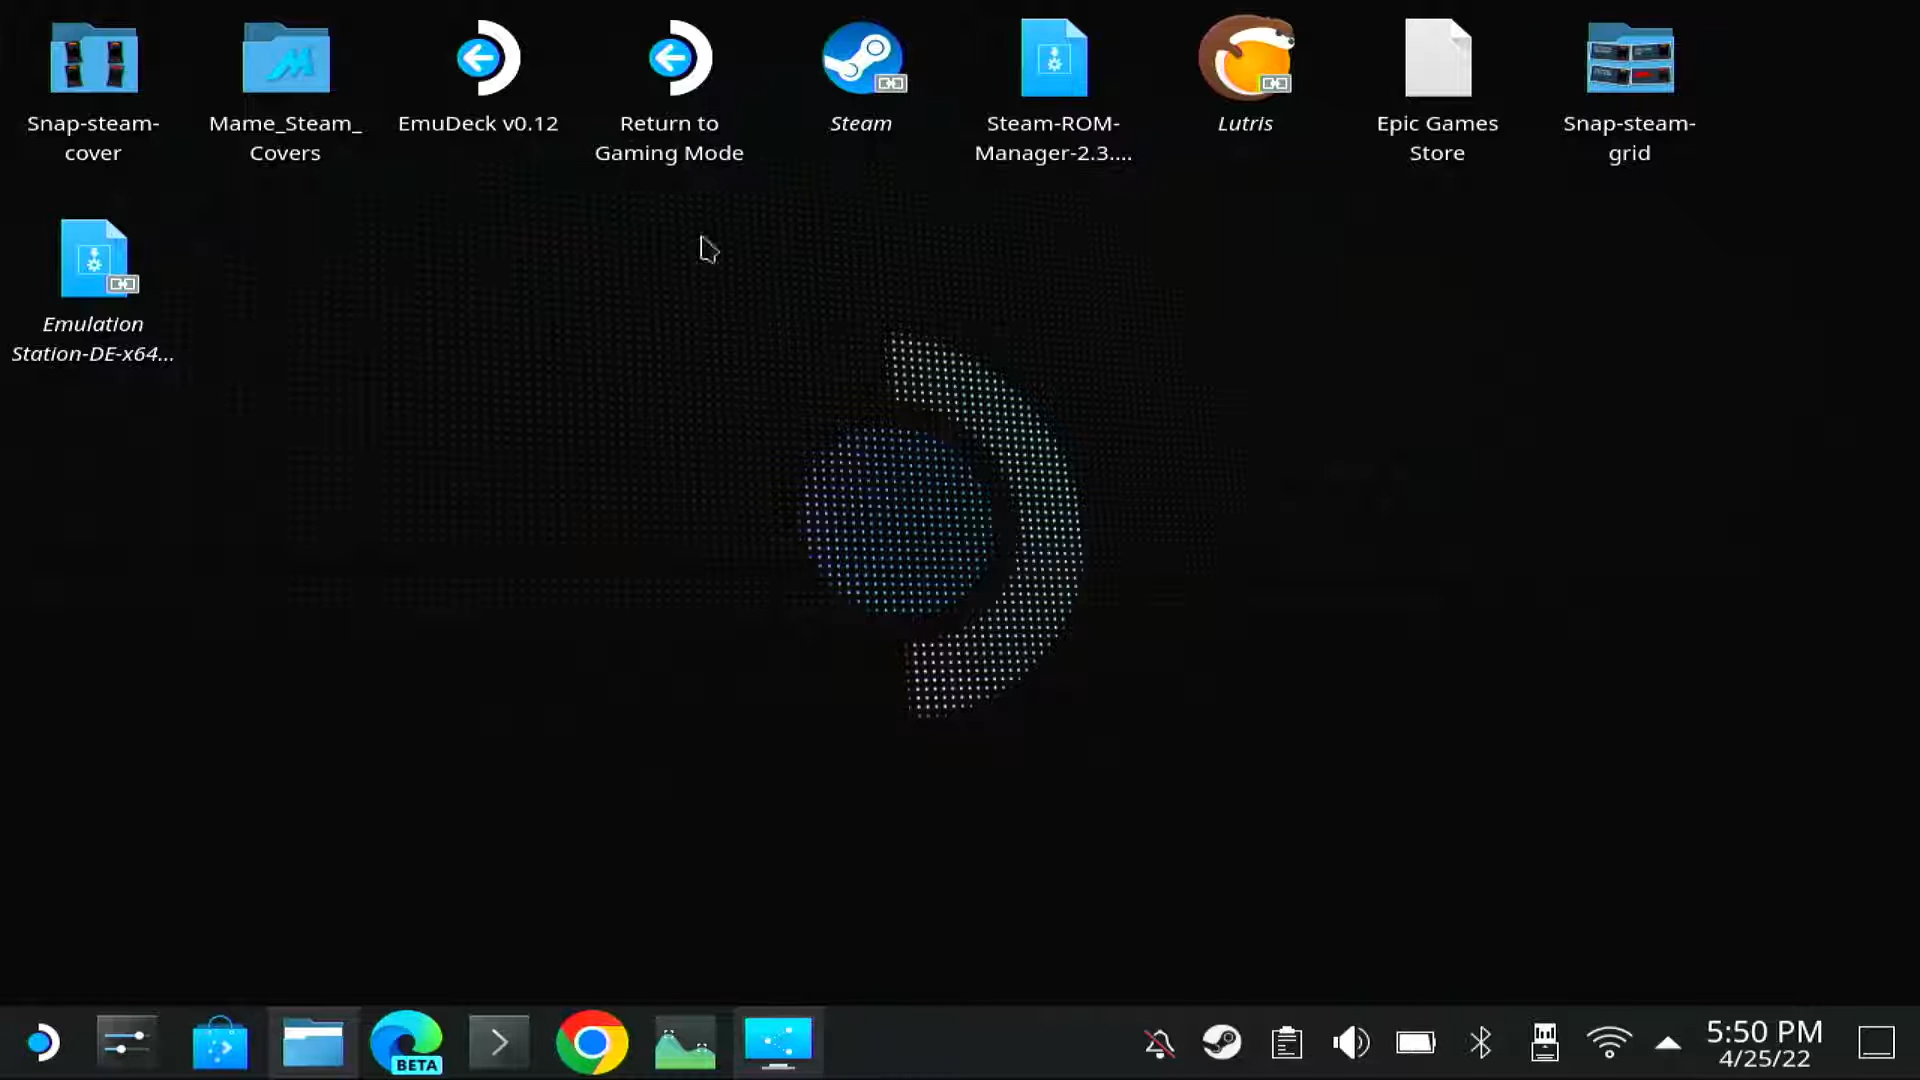 Snap-steam-
cover
Mame_Steam_
Covers
EmuDeck v0.12
Return to
Gaming Mode
Steam
Steam-ROM-
Manager-2.3....
Lutris
Epic Games
Store
Snap-steam-
grid
Emulation
Station-DE-x64...
BETA
5:50 PM
4/25/22